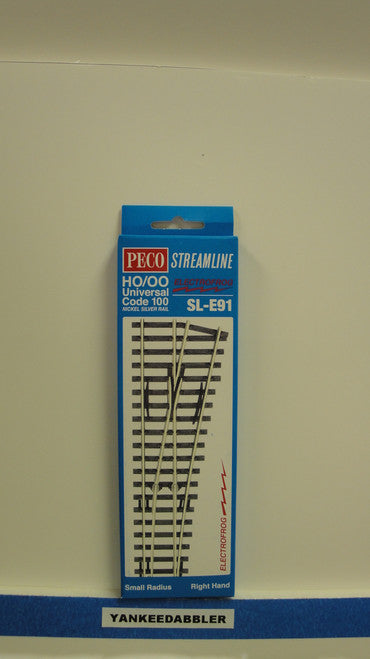 PECO STREAMLINE
HO/OO ELECTROFROG
Universal
Code 100 SL-E91
NICKEL SILVER RAIL
ELECTROFROG
Small Radius Right Hand
YANKEEDABBLER